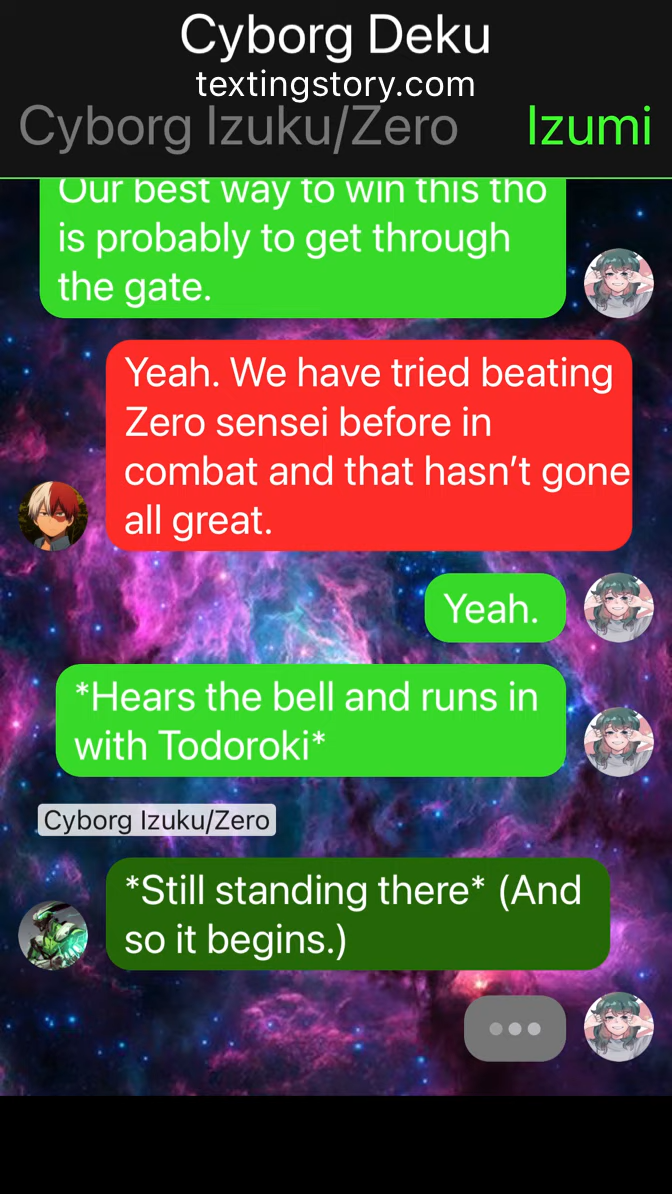 Cyborg Deku
textingstory.com
Cyborg Izuku/Zero Izumi
Our best way to win this tho
is probably to get through
the gate.
Yeah. We have tried beating
Zero sensei before in
combat and that hasn’t gone
all great.
Yeah.
*Hears the bell and runs in
with Todoroki*
Cyborg Izuku/Zero
*Still standing there* (And
so it begins.)